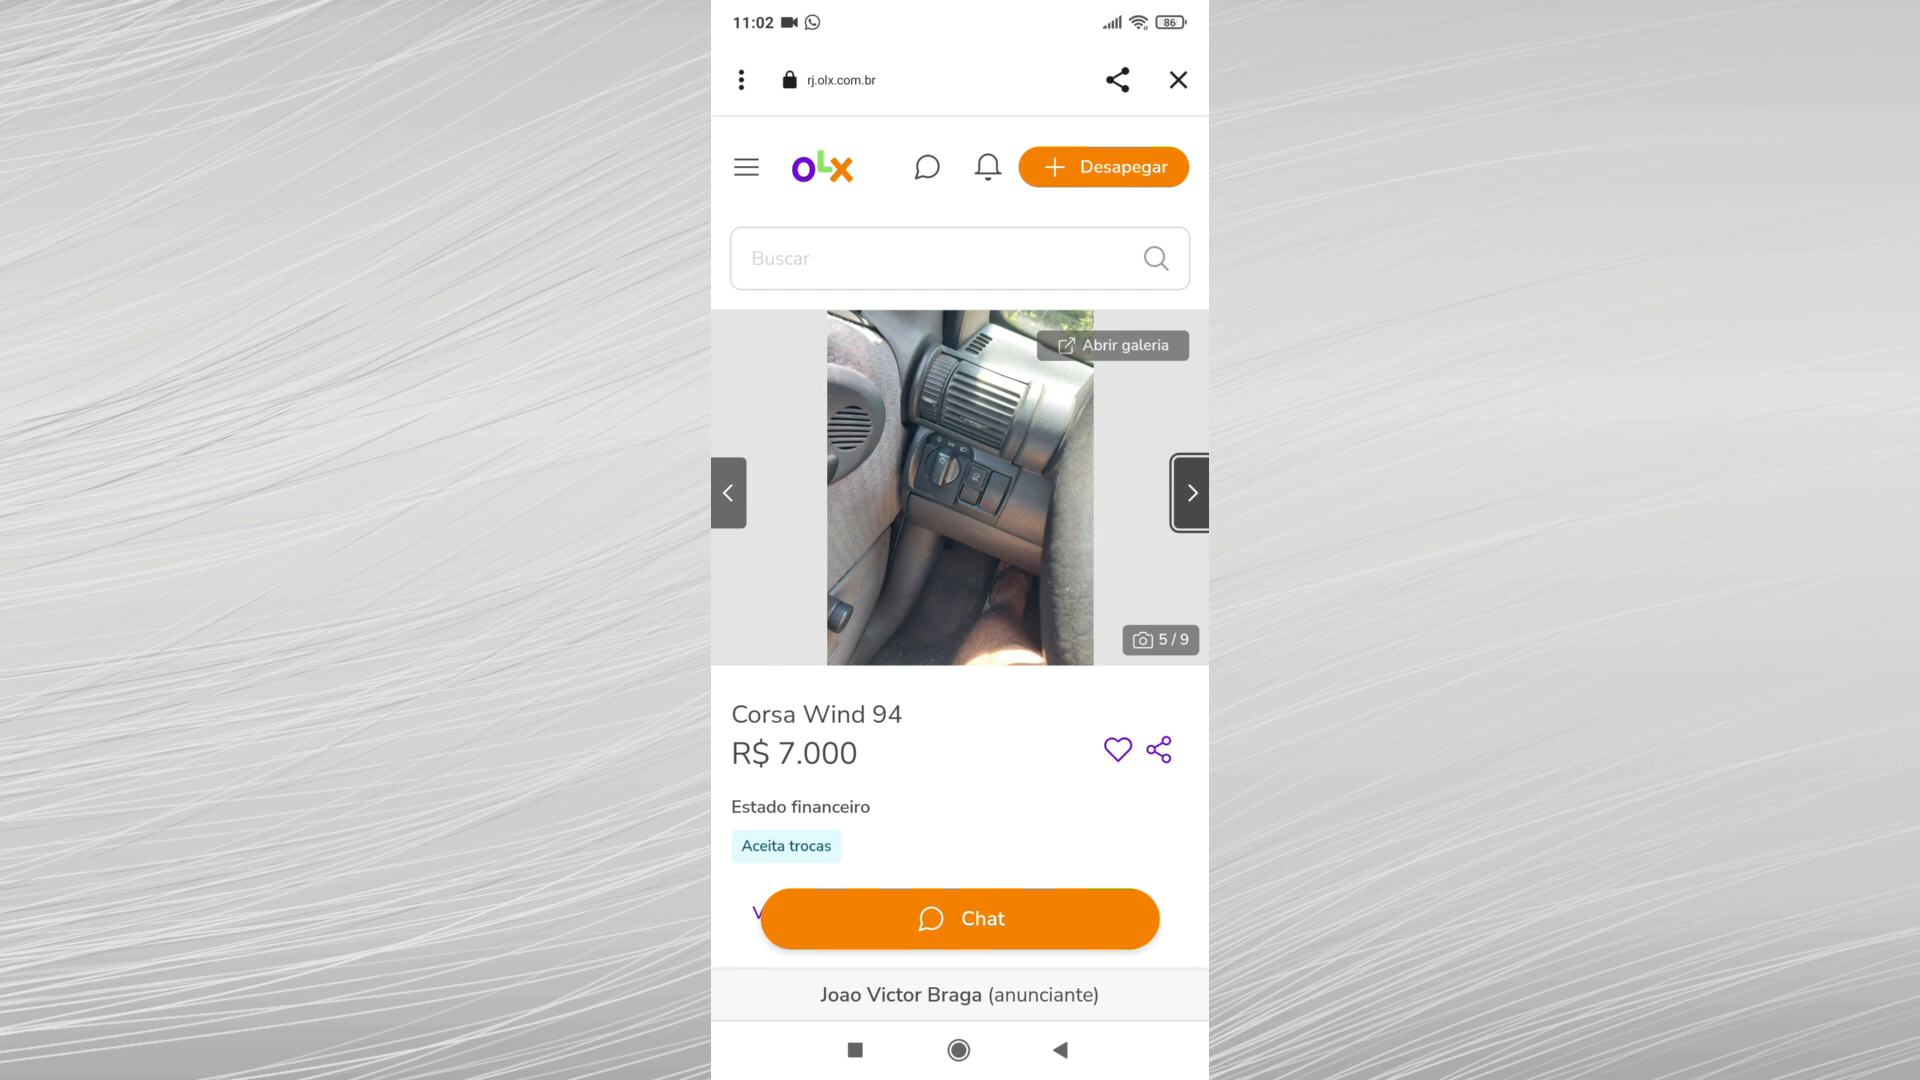 11:02
86
rj.olx.com.br
olx
Desapegar
Buscar
Abrir galeria
5 / 9
Corsa Wind 94
R$ 7.000
Estado financeiro
Aceita trocas
V
Chat
Joao Victor Braga (anunciante)